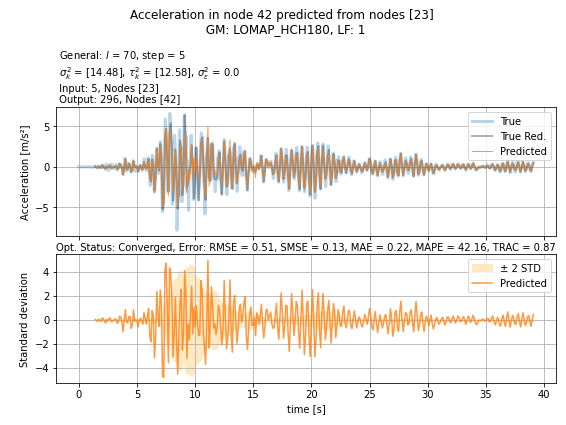 Acceleration in node 42 predicted from nodes [23]
GM: LOMAP_HCH180, LF: 1
General: l = 70, step = 5
σ²ₖ = [14.48], τ²ₖ = [12.58], σ²ε = 0.0
Input: 5, Nodes [23]
Output: 296, Nodes [42]
True
True Red.
Predicted
Acceleration [m/s²]
5
0
−5
Opt. Status: Converged, Error: RMSE = 0.51, SMSE = 0.13, MAE = 0.22, MAPE = 42.16, TRAC = 0.87
± 2 STD
Predicted
Standard deviation
4
2
0
−2
−4
0 5 10 15 20 25 30 35 40
time [s]